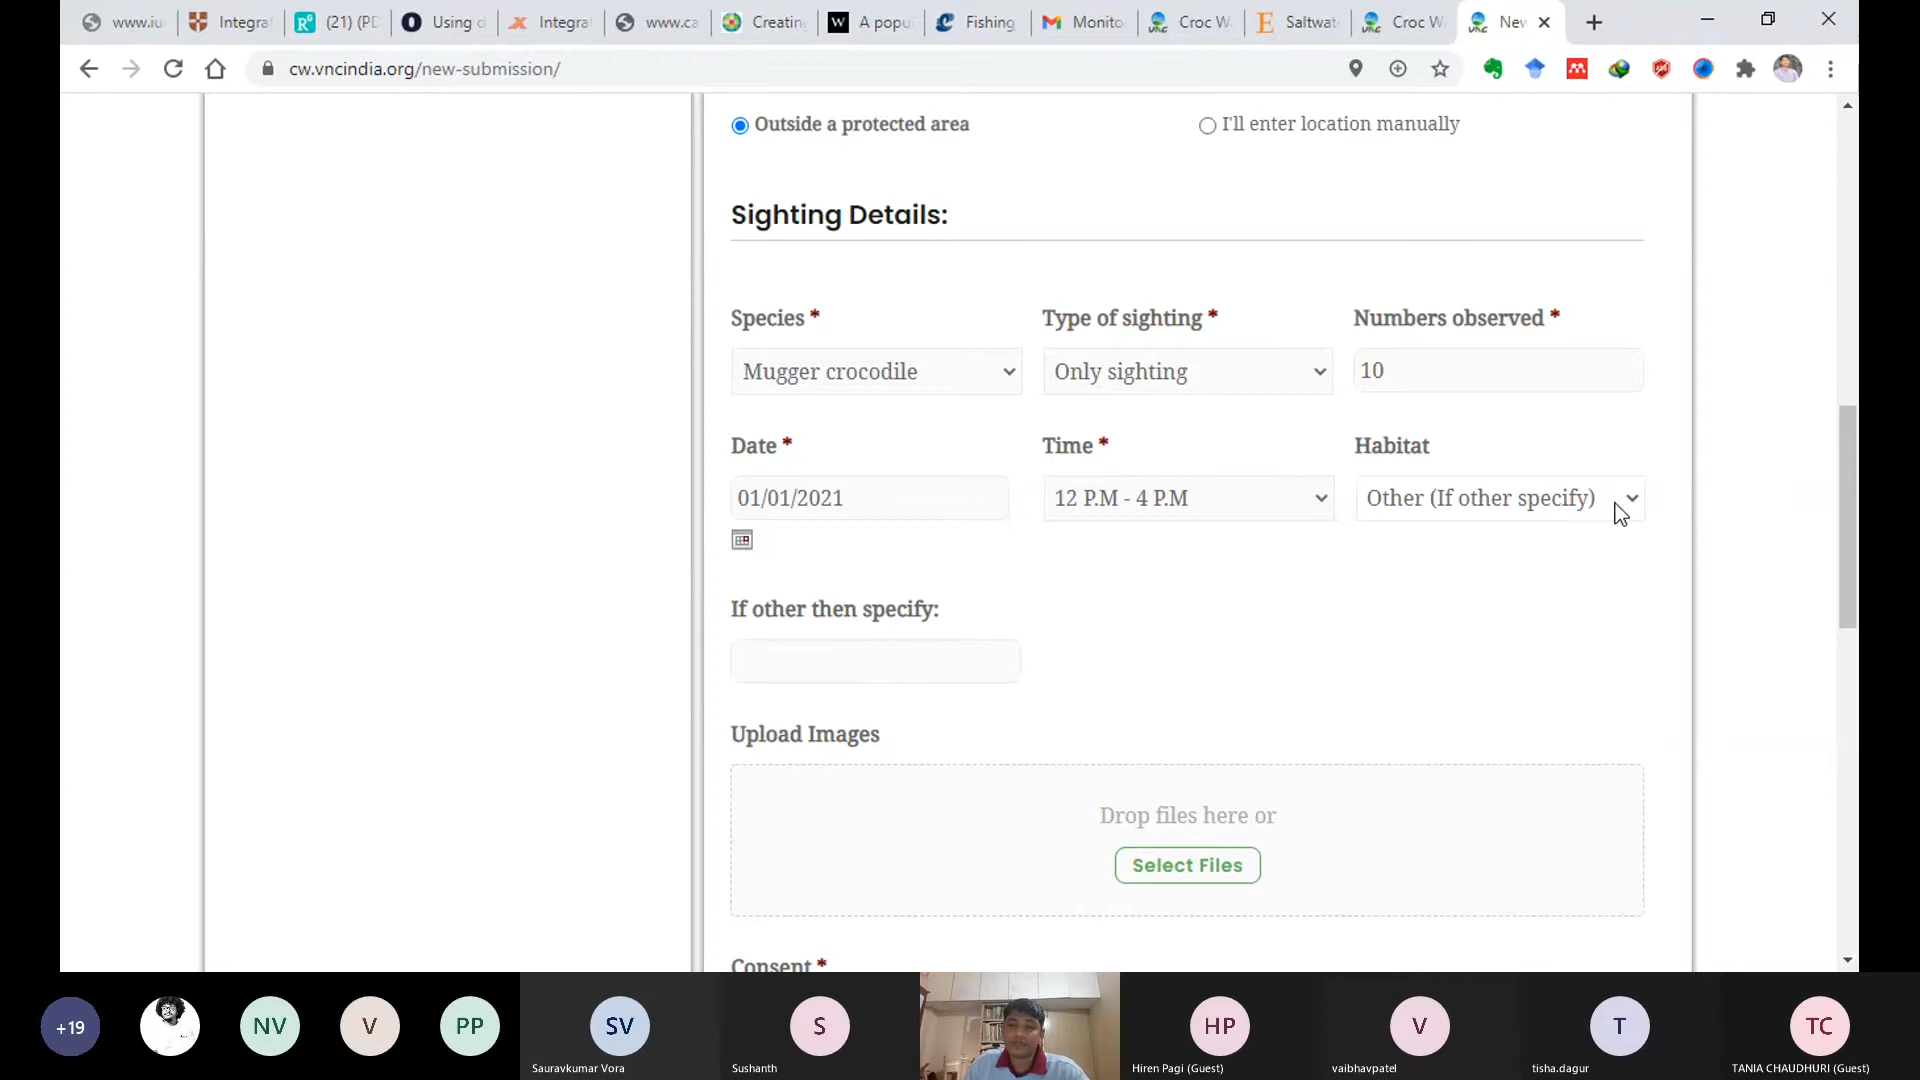 www.iu
Integra
(21) (PD
Using c
Integra
www.ca
Creatin
A popu
Fishing
Monito
Croc W
Saltwat
Croc W
New
cw.vncindia.org/new-submission/
Outside a protected area
I'll enter location manually
Sighting Details:
Species *
Type of sighting *
Numbers observed *
Mugger crocodile
Only sighting
10
Date *
Time *
Habitat
01/01/2021
12 P.M - 4 P.M
Other (If other specify)
If other then specify:
Upload Images
Drop files here or
Select Files
Consent *
+19
NV
V
PP
SV
S
HP
V
T
TC
Sauravkumar Vora
Sushanth
Hiren Pagi (Guest)
vaibhavpatel
tisha.dagur
TANIA CHAUDHURI (Guest)